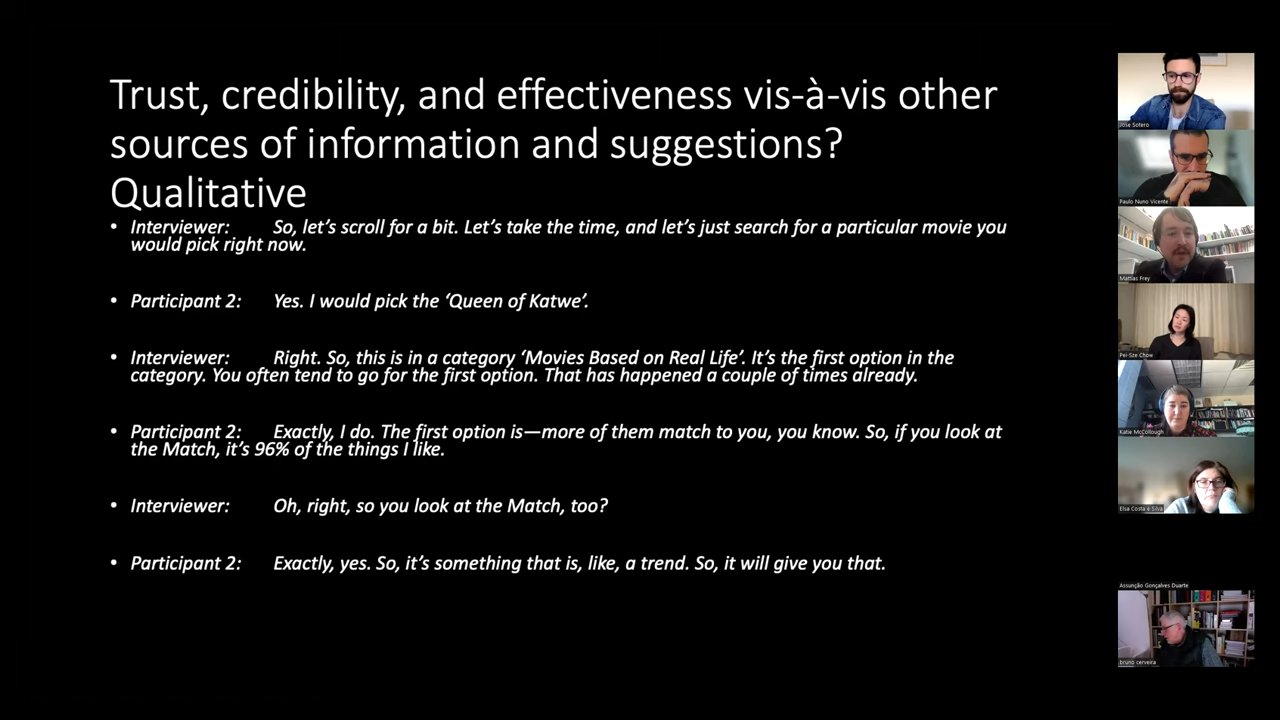 Trust, credibility, and effectiveness vis-à-vis other
sources of information and suggestions?
Qualitative
• Interviewer: So, let’s scroll for a bit. Let’s take the time, and let’s just search for a particular movie you
would pick right now.
• Participant 2: Yes. I would pick the ‘Queen of Katwe’.
• Interviewer: Right. So, this is in a category ‘Movies Based on Real Life’. It’s the first option in the
category. You often tend to go for the first option. That has happened a couple of times already.
• Participant 2: Exactly, I do. The first option is—more of them match to you, you know. So, if you look at
the Match, it’s 96% of the things I like.
• Interviewer: Oh, right, so you look at the Match, too?
• Participant 2: Exactly, yes. So, it’s something that is, like, a trend. So, it will give you that.
Jose Sotero
Paulo Nuno Vicente
Mattias Frey
Pei-Sze Chow
Katie McCollough
Elsa Costa e Silva
Assunção Gonçalves Duarte
bruno cerveira